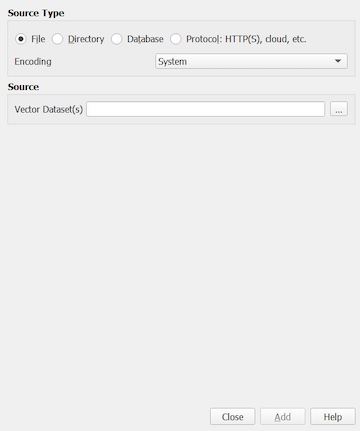 Source Type
File Directory Database Protocol: HTTP(S), cloud, etc.
Encoding System
Source
Vector Dataset(s) ...
Close Add Help